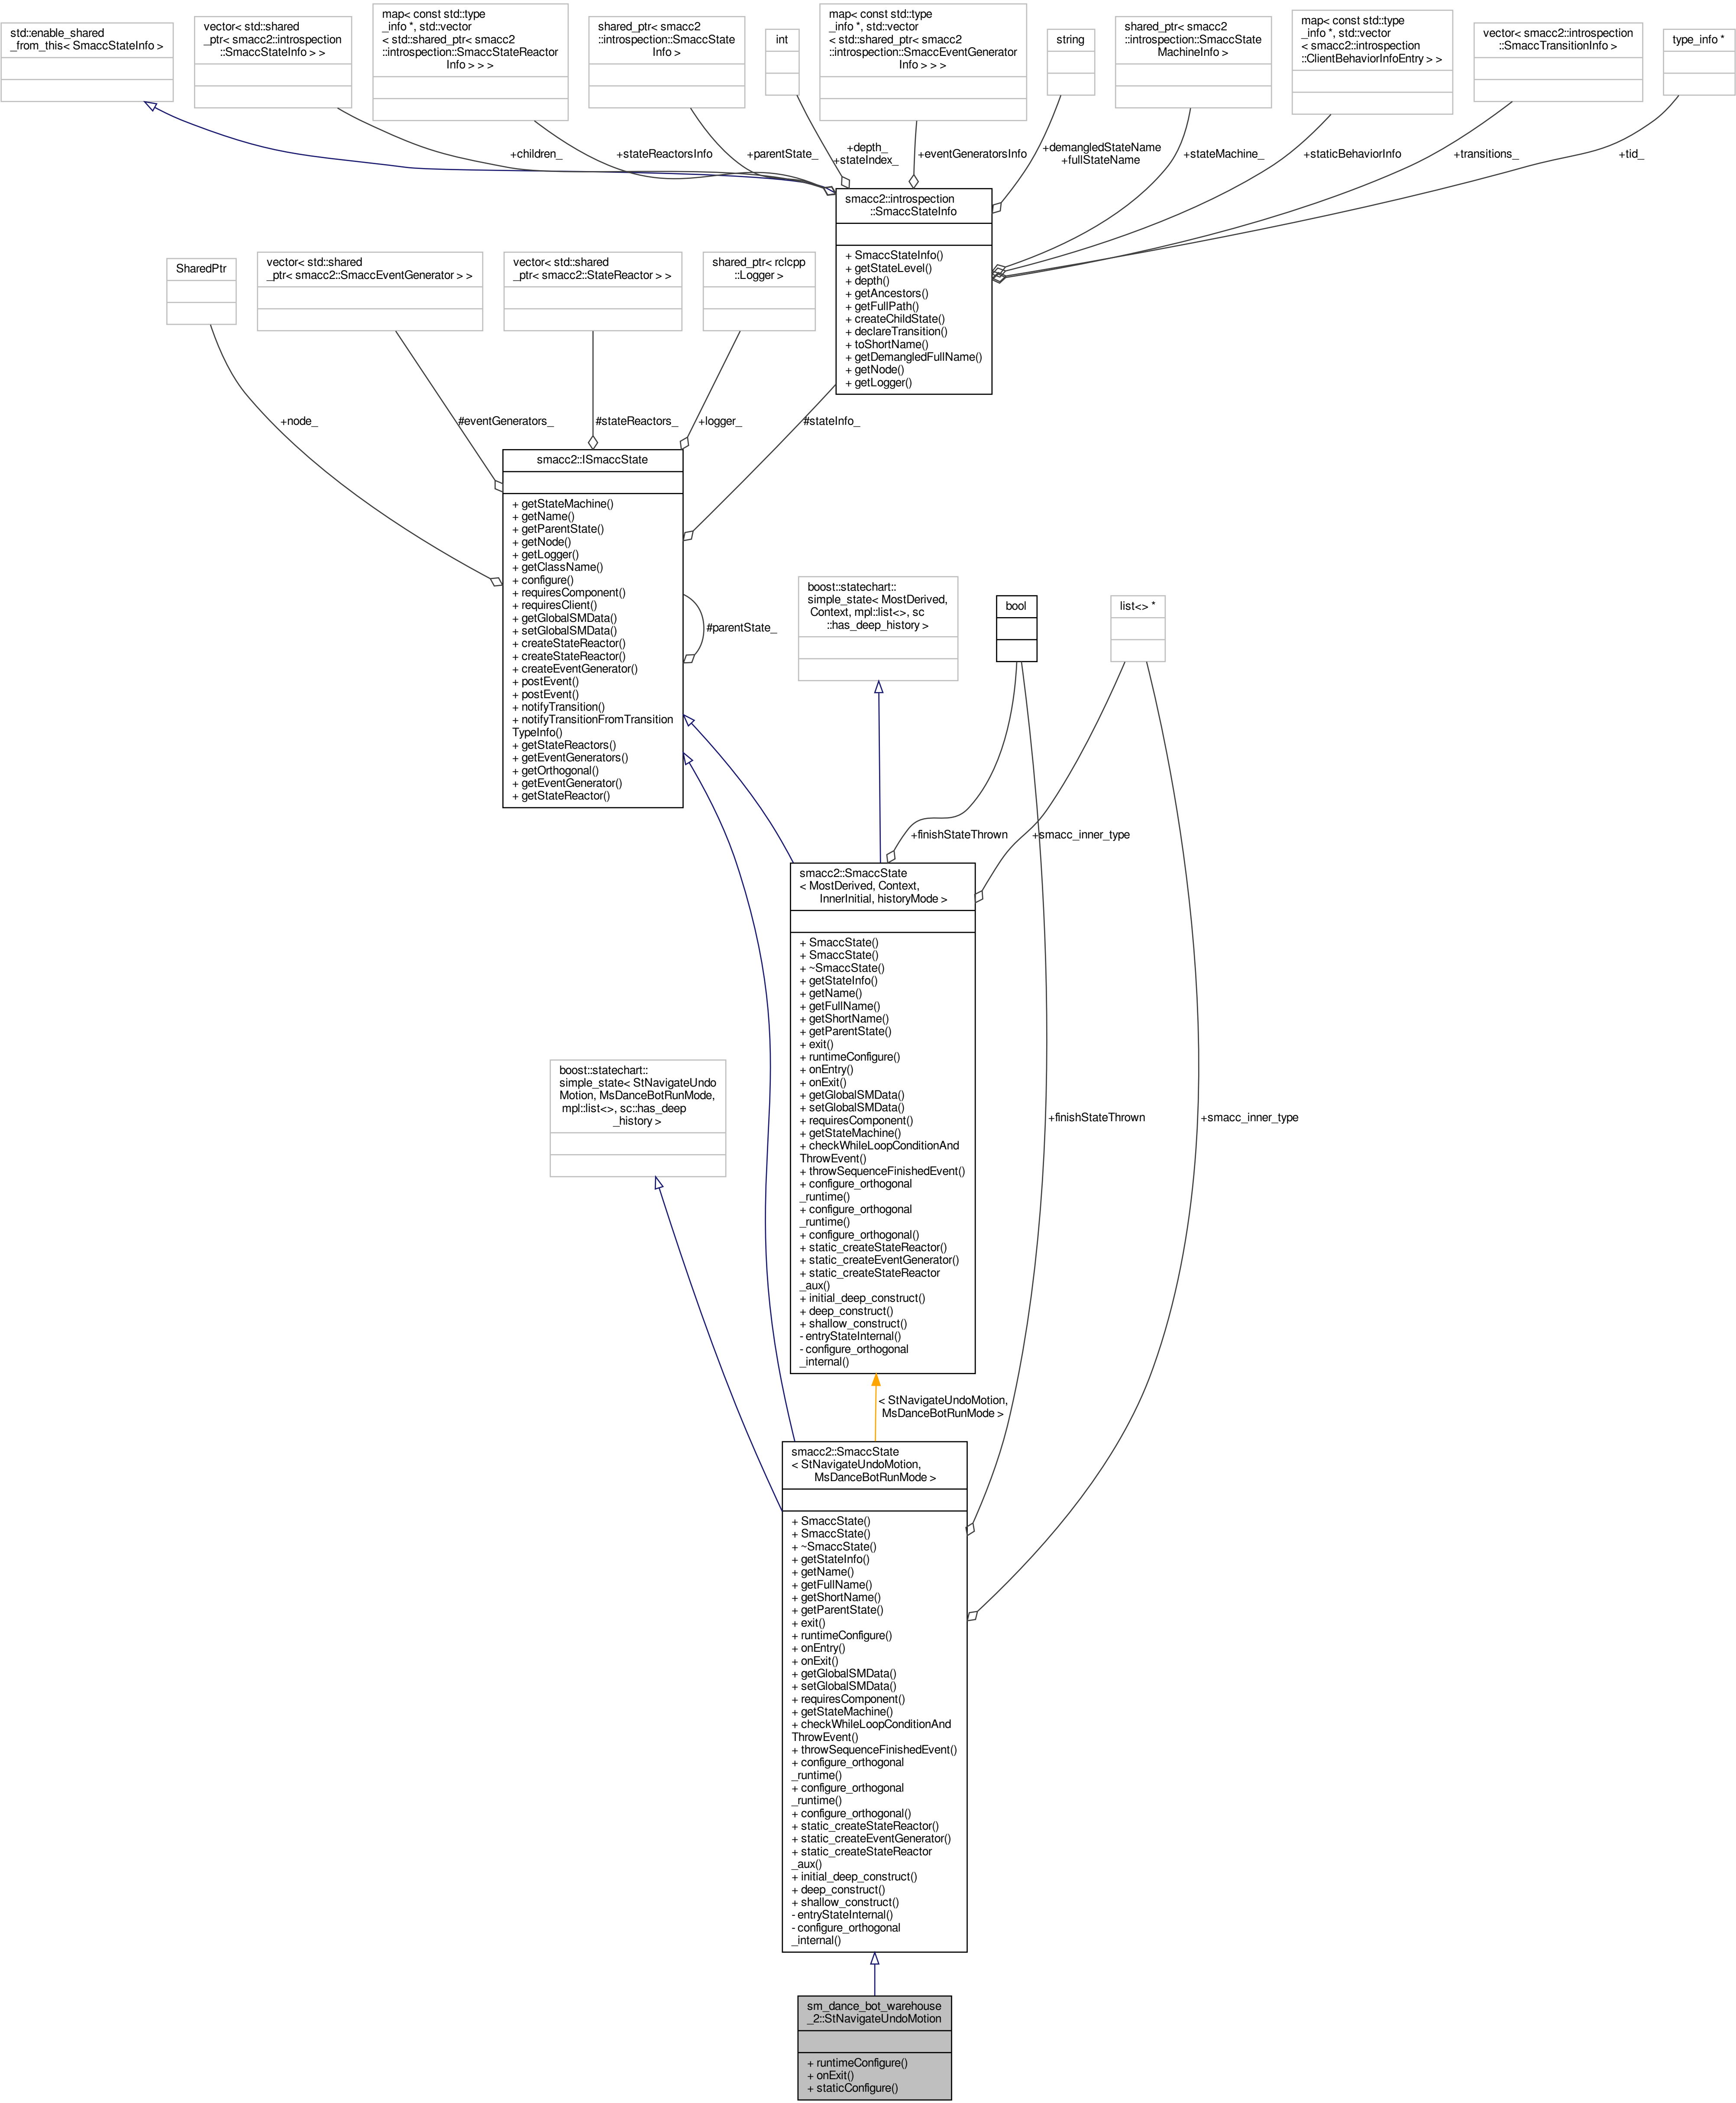 std::enable_shared
_from_this< SmaccStateInfo >
vector< std::shared
_ptr< smacc2::introspection
::SmaccStateInfo > >
map< const std::type
_info *, std::vector
< std::shared_ptr< smacc2
::introspection::SmaccStateReactor
Info > > >
shared_ptr< smacc2
::introspection::SmaccState
Info >
int
map< const std::type
_info *, std::vector
< std::shared_ptr< smacc2
::introspection::SmaccEventGenerator
Info > > >
string
shared_ptr< smacc2
::introspection::SmaccState
MachineInfo >
map< const std::type
_info *, std::vector
< smacc2::introspection
::ClientBehaviorInfoEntry > >
vector< smacc2::introspection
::SmaccTransitionInfo >
type_info *
+children_
+stateReactorsInfo
+parentState_
+depth_
+stateIndex_
+eventGeneratorsInfo
+demangledStateName
+fullStateName
+stateMachine_
+staticBehaviorInfo
+transitions_
+tid_
smacc2::introspection
::SmaccStateInfo
+ SmaccStateInfo()
+ getStateLevel()
+ depth()
+ getAncestors()
+ getFullPath()
+ createChildState()
+ declareTransition()
+ toShortName()
+ getDemangledFullName()
+ getNode()
+ getLogger()
SharedPtr
vector< std::shared
_ptr< smacc2::SmaccEventGenerator > >
vector< std::shared
_ptr< smacc2::StateReactor > >
shared_ptr< rclcpp
::Logger >
+node_
#eventGenerators_
#stateReactors_
+logger_
#stateInfo_
smacc2::ISmaccState
+ getStateMachine()
+ getName()
+ getParentState()
+ getNode()
+ getLogger()
+ getClassName()
+ configure()
+ requiresComponent()
+ requiresClient()
+ getGlobalSMData()
+ setGlobalSMData()
+ createStateReactor()
+ createStateReactor()
+ createEventGenerator()
+ postEvent()
+ postEvent()
+ notifyTransition()
+ notifyTransitionFromTransition
TypeInfo()
+ getStateReactors()
+ getEventGenerators()
+ getOrthogonal()
+ getEventGenerator()
+ getStateReactor()
#parentState_
boost::statechart::
simple_state< MostDerived,
Context, mpl::list<>, sc
::has_deep_history >
bool
list<> *
+finishStateThrown
+smacc_inner_type
smacc2::SmaccState
< MostDerived, Context,
InnerInitial, historyMode >
+ SmaccState()
+ SmaccState()
+ ~SmaccState()
+ getStateInfo()
+ getName()
+ getFullName()
+ getShortName()
+ getParentState()
+ exit()
+ runtimeConfigure()
+ onEntry()
+ onExit()
+ getGlobalSMData()
+ setGlobalSMData()
+ requiresComponent()
+ getStateMachine()
+ checkWhileLoopConditionAnd
ThrowEvent()
+ throwSequenceFinishedEvent()
+ configure_orthogonal
_runtime()
+ configure_orthogonal
_runtime()
+ configure_orthogonal()
+ static_createStateReactor()
+ static_createEventGenerator()
+ static_createStateReactor
_aux()
+ initial_deep_construct()
+ deep_construct()
+ shallow_construct()
- entryStateInternal()
- configure_orthogonal
_internal()
boost::statechart::
simple_state< StNavigateUndo
Motion, MsDanceBotRunMode,
mpl::list<>, sc::has_deep
_history >
+finishStateThrown
+smacc_inner_type
< StNavigateUndoMotion,
MsDanceBotRunMode >
smacc2::SmaccState
< StNavigateUndoMotion,
MsDanceBotRunMode >
+ SmaccState()
+ SmaccState()
+ ~SmaccState()
+ getStateInfo()
+ getName()
+ getFullName()
+ getShortName()
+ getParentState()
+ exit()
+ runtimeConfigure()
+ onEntry()
+ onExit()
+ getGlobalSMData()
+ setGlobalSMData()
+ requiresComponent()
+ getStateMachine()
+ checkWhileLoopConditionAnd
ThrowEvent()
+ throwSequenceFinishedEvent()
+ configure_orthogonal
_runtime()
+ configure_orthogonal
_runtime()
+ configure_orthogonal()
+ static_createStateReactor()
+ static_createEventGenerator()
+ static_createStateReactor
_aux()
+ initial_deep_construct()
+ deep_construct()
+ shallow_construct()
- entryStateInternal()
- configure_orthogonal
_internal()
sm_dance_bot_warehouse
_2::StNavigateUndoMotion
+ runtimeConfigure()
+ onExit()
+ staticConfigure()